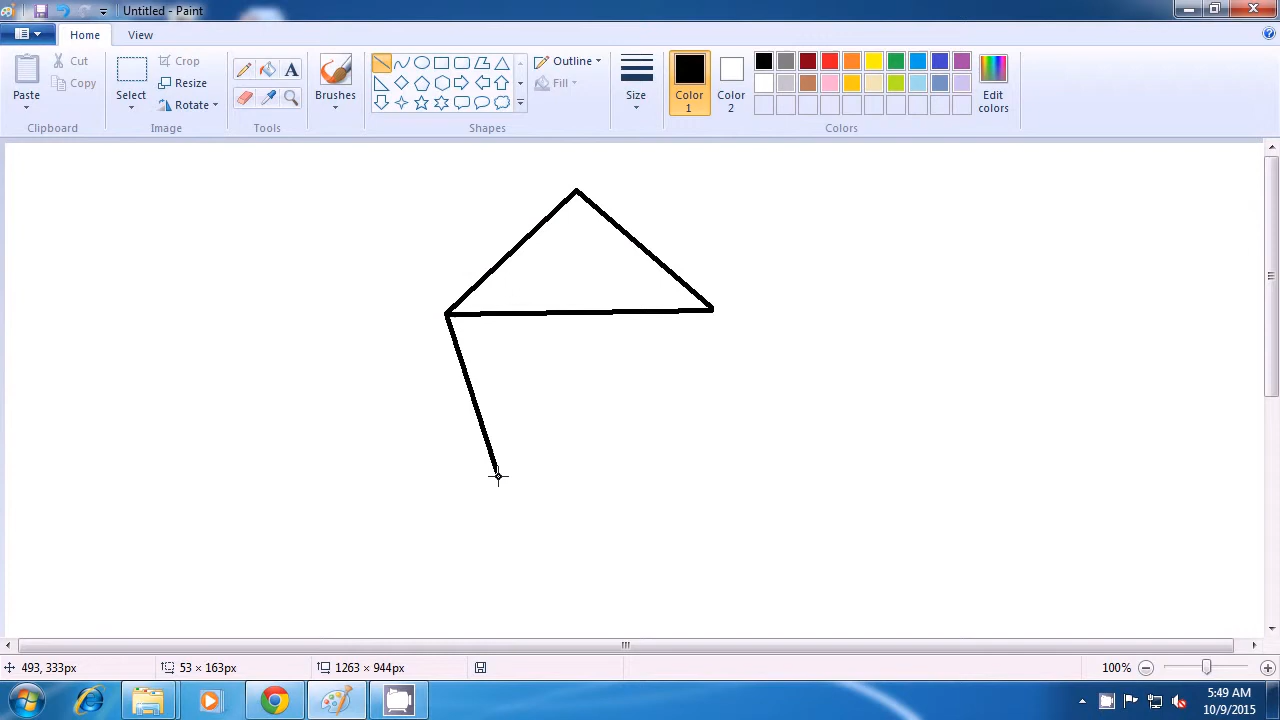 Untitled - Paint
Home View
Paste
Cut
Copy
Clipboard
Select
Crop
Resize
Rotate
Image
A
Tools
Brushes
Outline
Fill
Shapes
Size
Color 1
Color 2
Edit colors
Colors
493, 333px 53 × 163px 1263 × 944px 100%
5:49 AM
10/9/2015